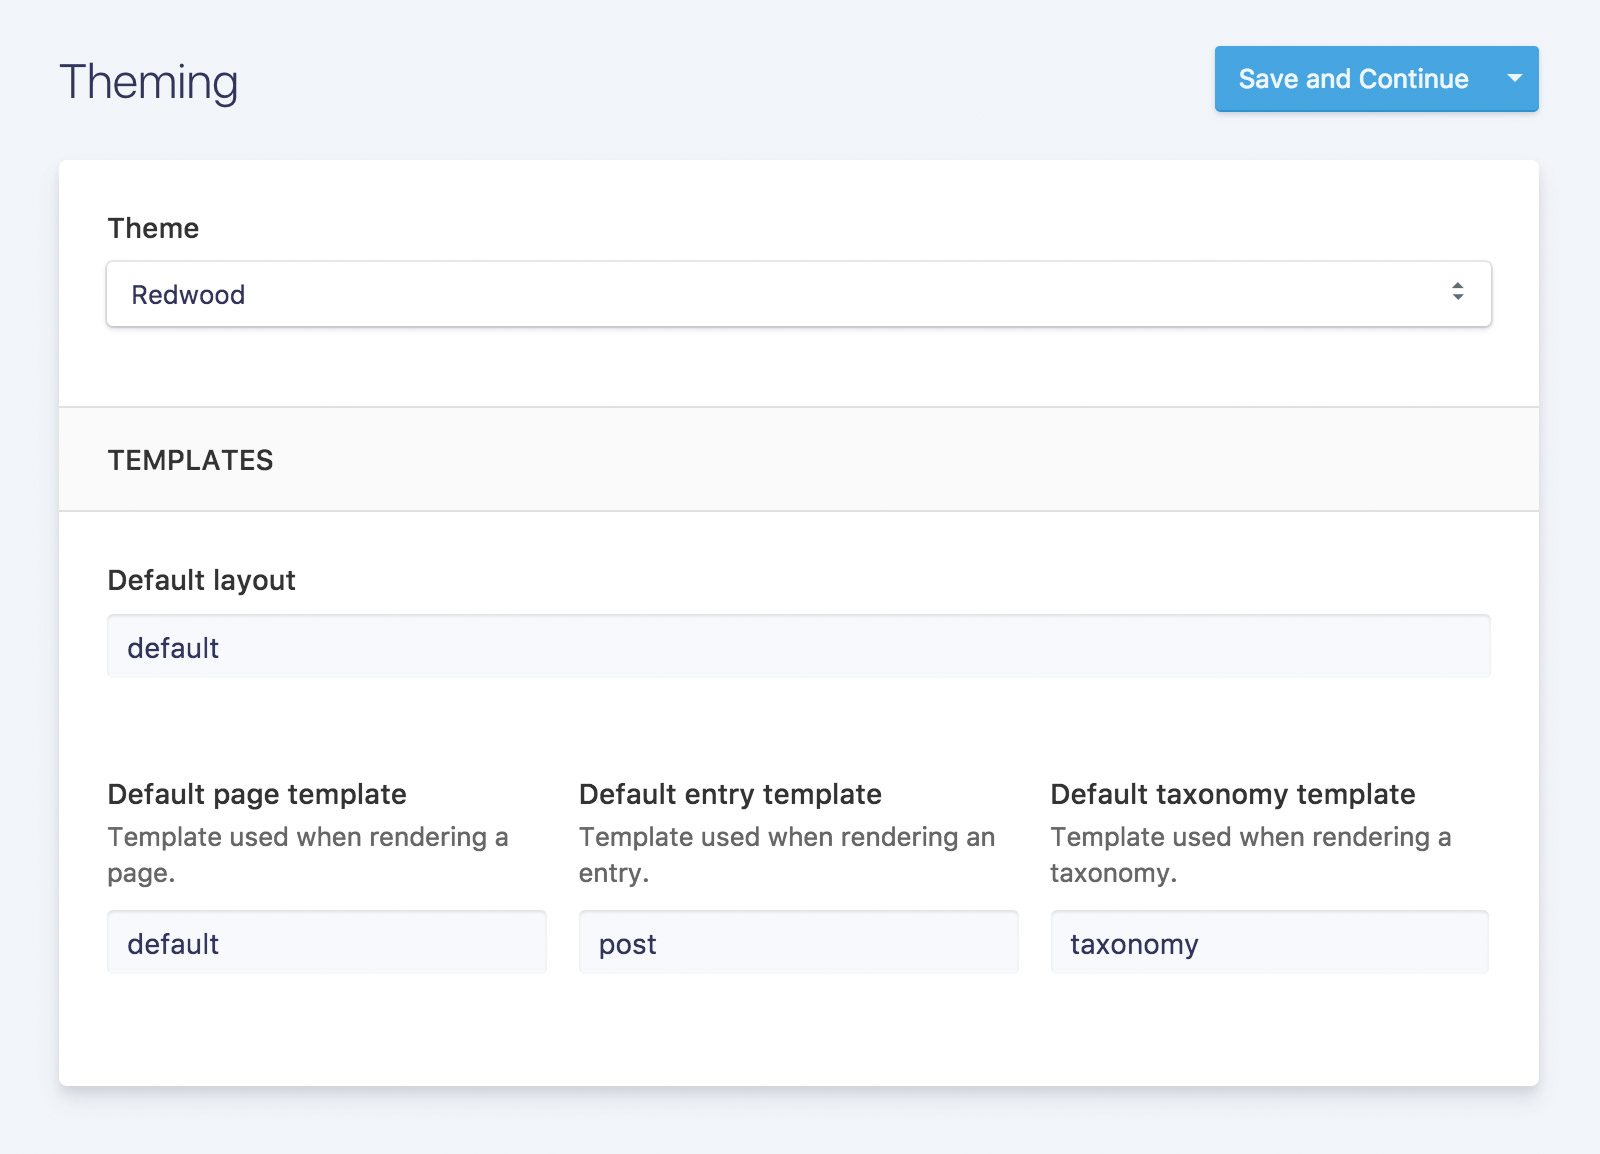 Theming
Save and Continue
Theme
Redwood
TEMPLATES
Default layout
default
Default page template
Template used when rendering a
page.
default
Default entry template
Template used when rendering an
entry.
post
Default taxonomy template
Template used when rendering a
taxonomy.
taxonomy